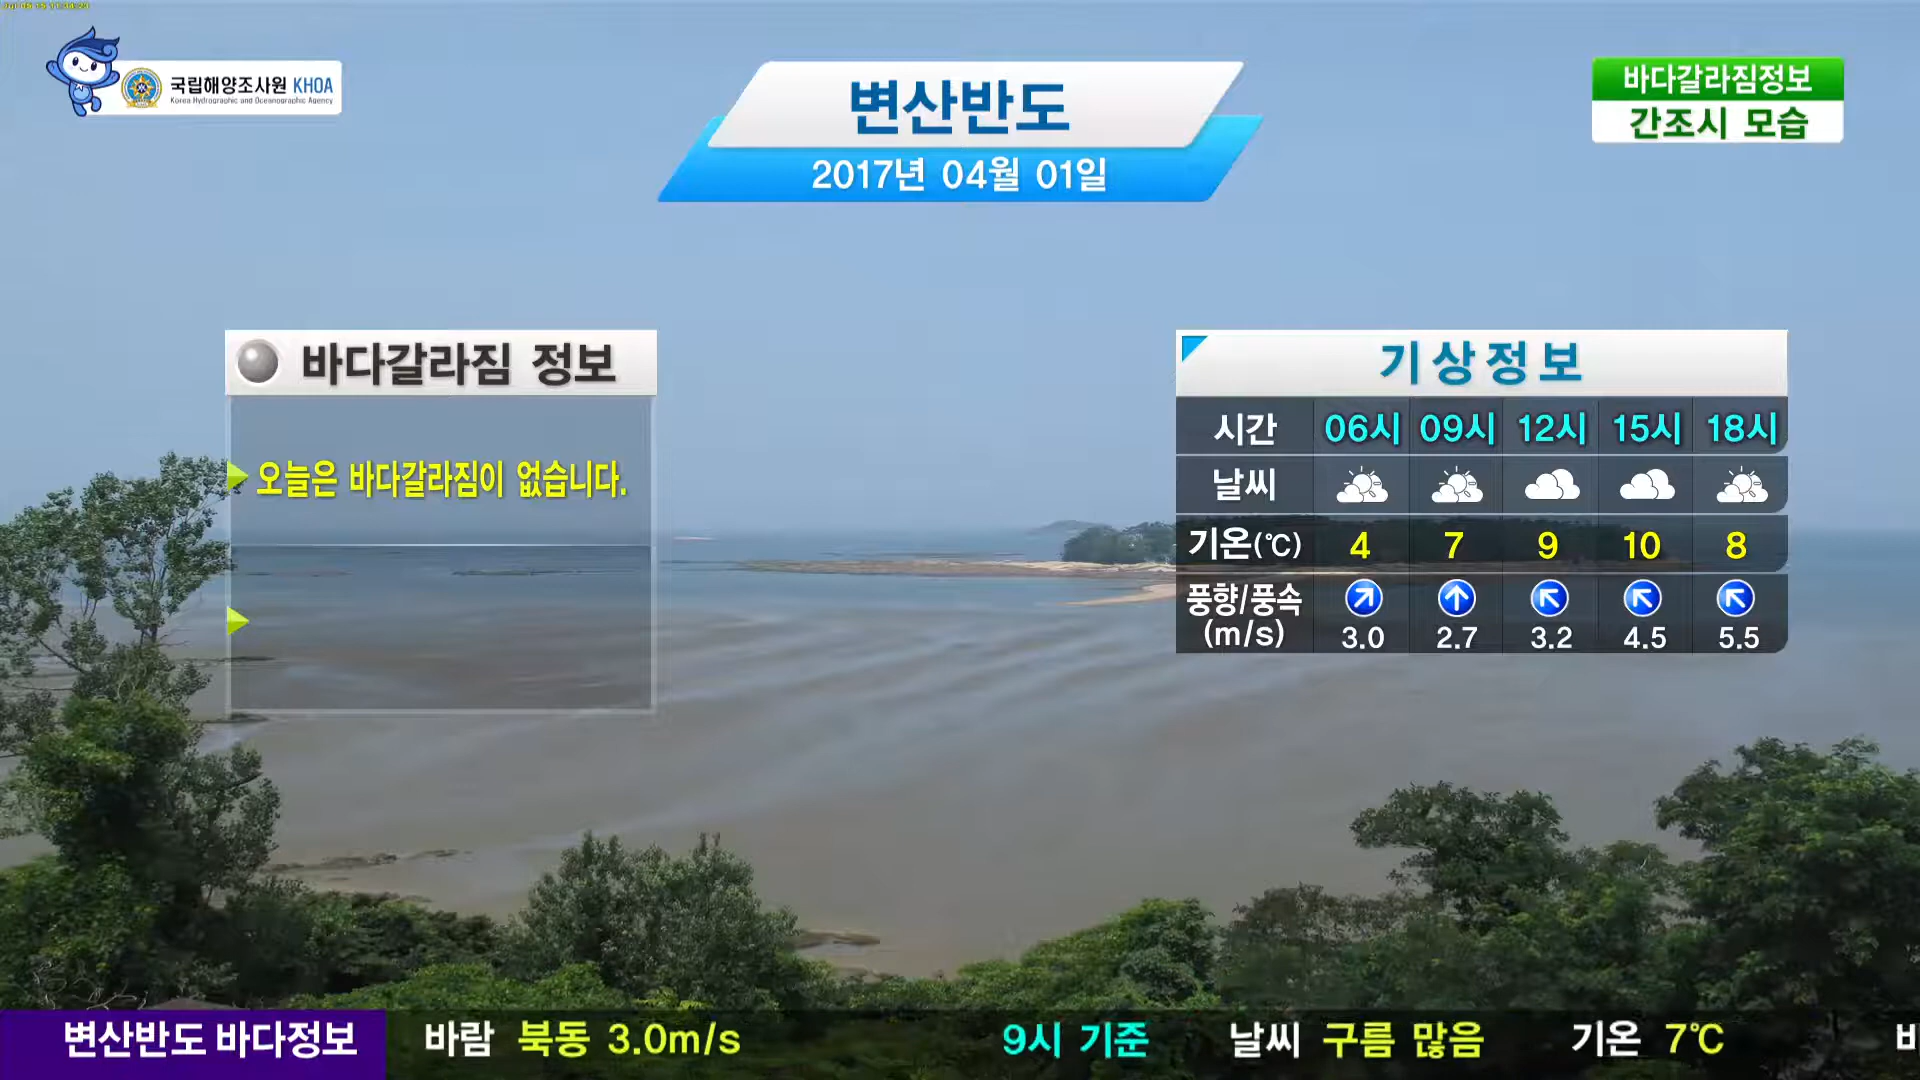 국립해양조사원 KHOA
Korea Hydrographic and Oceanographic Agency
변산반도
2017년 04월 01일
바다갈라짐정보
간조시 모습
바다갈라짐 정보
오늘은 바다갈라짐이 없습니다.
기상정보
시간 06시 09시 12시 15시 18시
날씨
기온(℃) 4 7 9 10 8
풍향/풍속
(m/s) 3.0 2.7 3.2 4.5 5.5
변산반도 바다정보 바람 북동 3.0m/s 9시 기준 날씨 구름 많음 기온 7℃